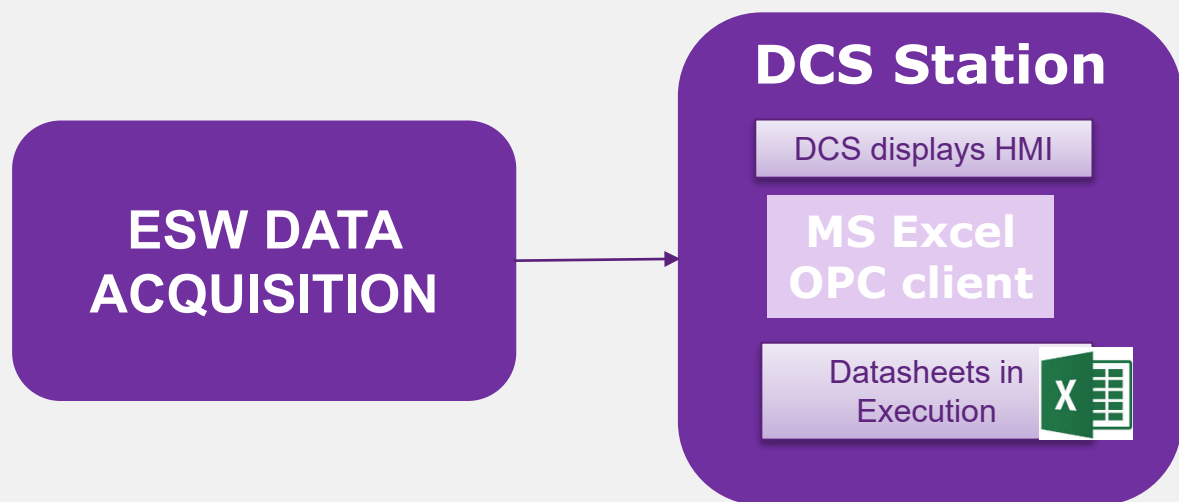 ESW DATA
ACQUISITION
DCS Station
DCS displays HMI
MS Excel
OPC client
Datasheets in
Execution
X